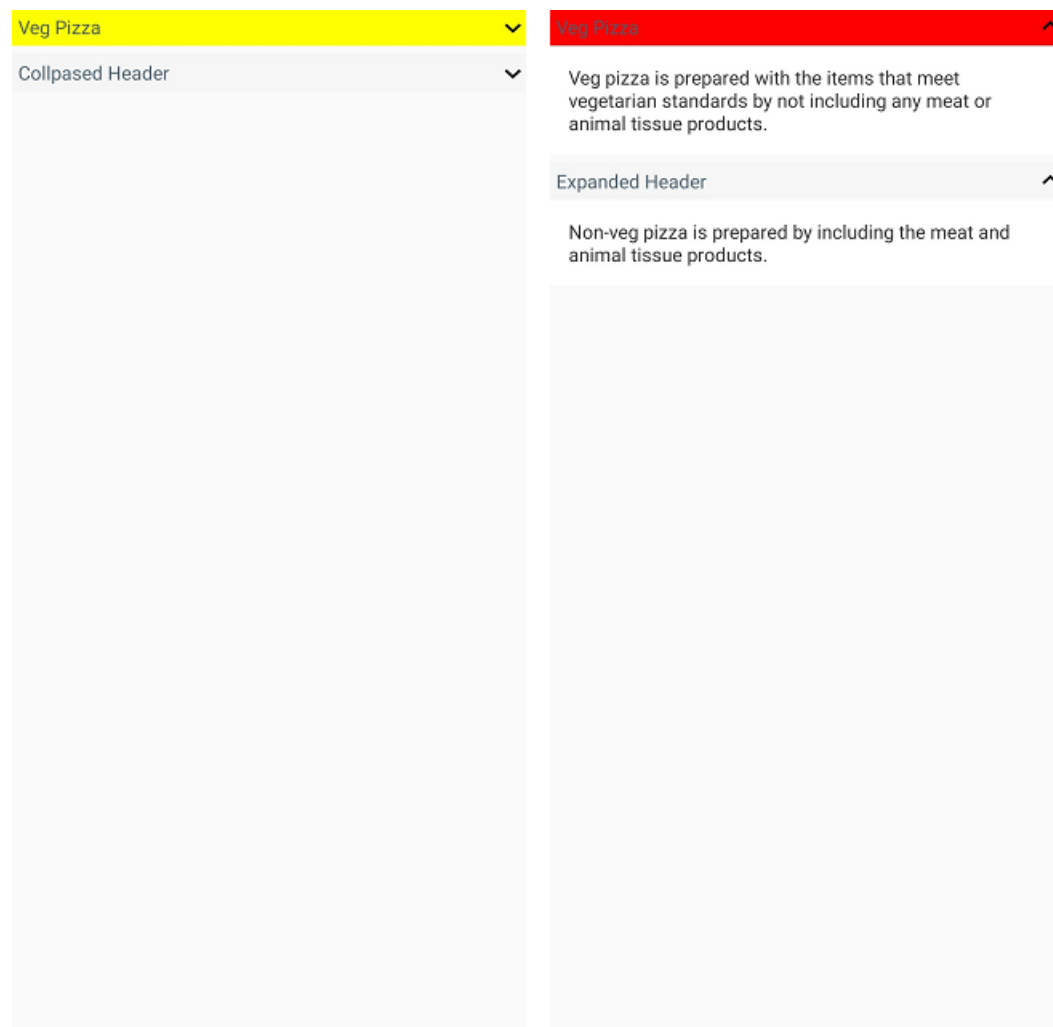 Veg Pizza
Collpased Header
Veg Pizza
Veg pizza is prepared with the items that meet
vegetarian standards by not including any meat or
animal tissue products.
Expanded Header
Non-veg pizza is prepared by including the meat and
animal tissue products.